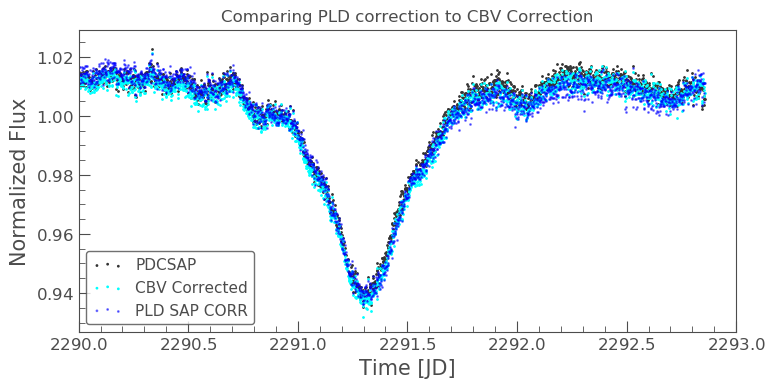 Comparing PLD correction to CBV Correction
Normalized Flux
1.02
1.00
0.98
0.96
0.94
PDCSAP
CBV Corrected
PLD SAP CORR
2290.0 2290.5 2291.0 2291.5 2292.0 2292.5 2293.0
Time [JD]